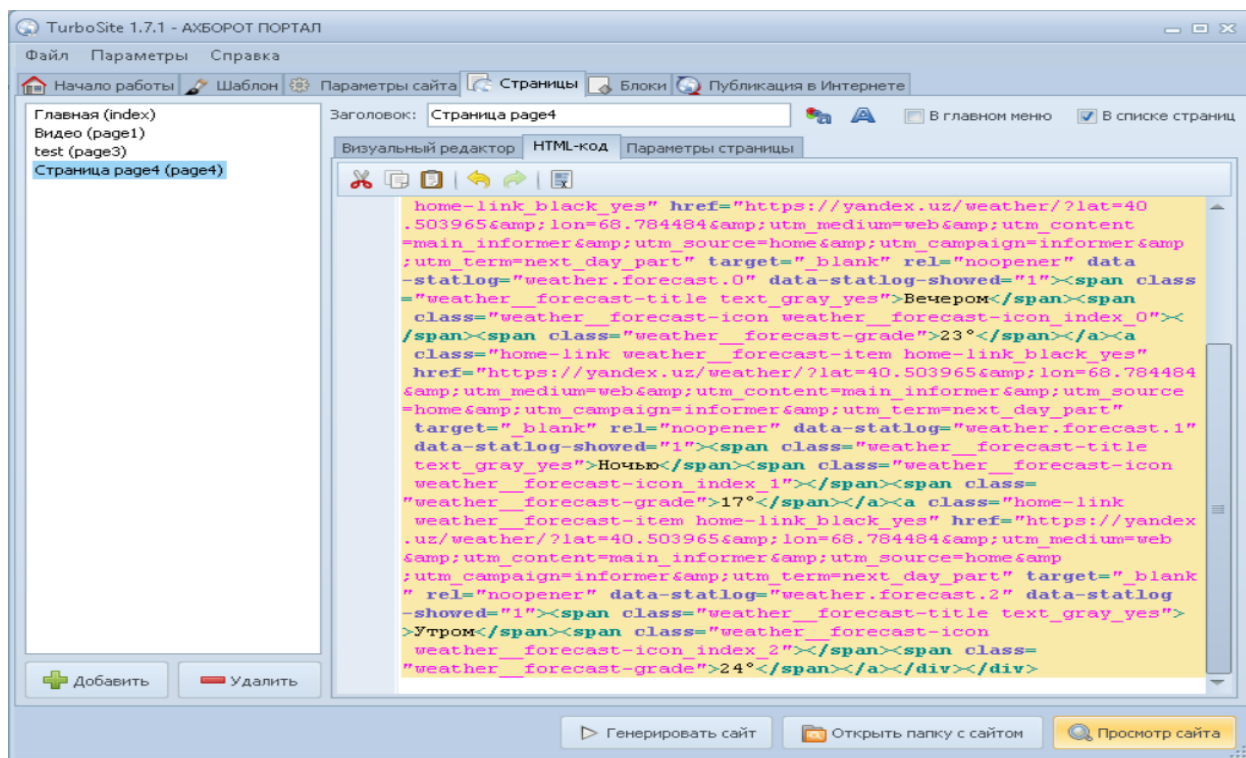 TurboSite 1.7.1 - АХБОРОТ ПОРТАЛ
Файл Параметры Справка
Начало работы Шаблон Параметры сайта Страницы Блоки Публикация в Интернете
Главная (index)
Видео (page1)
test (page3)
Страница page4 (page4)
Добавить Удалить
Заголовок: Страница page4 В главном меню В списке страниц
Визуальный редактор HTML-код Параметры страницы
home-link_black_yes" href="https://yandex.uz/weather/?lat=40
.503965&amp;lon=68.784484&amp;utm_medium=web&amp;utm_content
=main_informer&amp;utm_source=home&amp;utm_campaign=informer&amp
;utm_term=next_day_part" target="_blank" rel="noopener" data
-statlog="weather.forecast.0" data-statlog-showed="1"><span class
="weather__forecast-title text_gray_yes">Вечером</span><span
class="weather__forecast-icon weather__forecast-icon_index_0"><
/span><span class="weather__forecast-grade">23°</span></a><a
class="home-link weather__forecast-item home-link_black_yes"
href="https://yandex.uz/weather/?lat=40.503965&amp;lon=68.784484
&amp;utm_medium=web&amp;utm_content=main_informer&amp;utm_source
=home&amp;utm_campaign=informer&amp;utm_term=next_day_part"
target="_blank" rel="noopener" data-statlog="weather.forecast.1"
data-statlog-showed="1"><span class="weather__forecast-title
text_gray_yes">Ночью</span><span class="weather__forecast-icon
weather__forecast-icon_index_1"></span><span class=
"weather__forecast-grade">17°</span></a><a class="home-link
weather__forecast-item home-link_black_yes" href="https://yandex
.uz/weather/?lat=40.503965&amp;lon=68.784484&amp;utm_medium=web
&amp;utm_content=main_informer&amp;utm_source=home&amp
;utm_campaign=informer&amp;utm_term=next_day_part" target="_blank
" rel="noopener" data-statlog="weather.forecast.2" data-statlog
-showed="1"><span class="weather__forecast-title text_gray_yes">
>Утром</span><span class="weather__forecast-icon
weather__forecast-icon_index_2"></span><span class=
"weather__forecast-grade">24°</span></a></div></div>
Генерировать сайт Открыть папку с сайтом Просмотр сайта